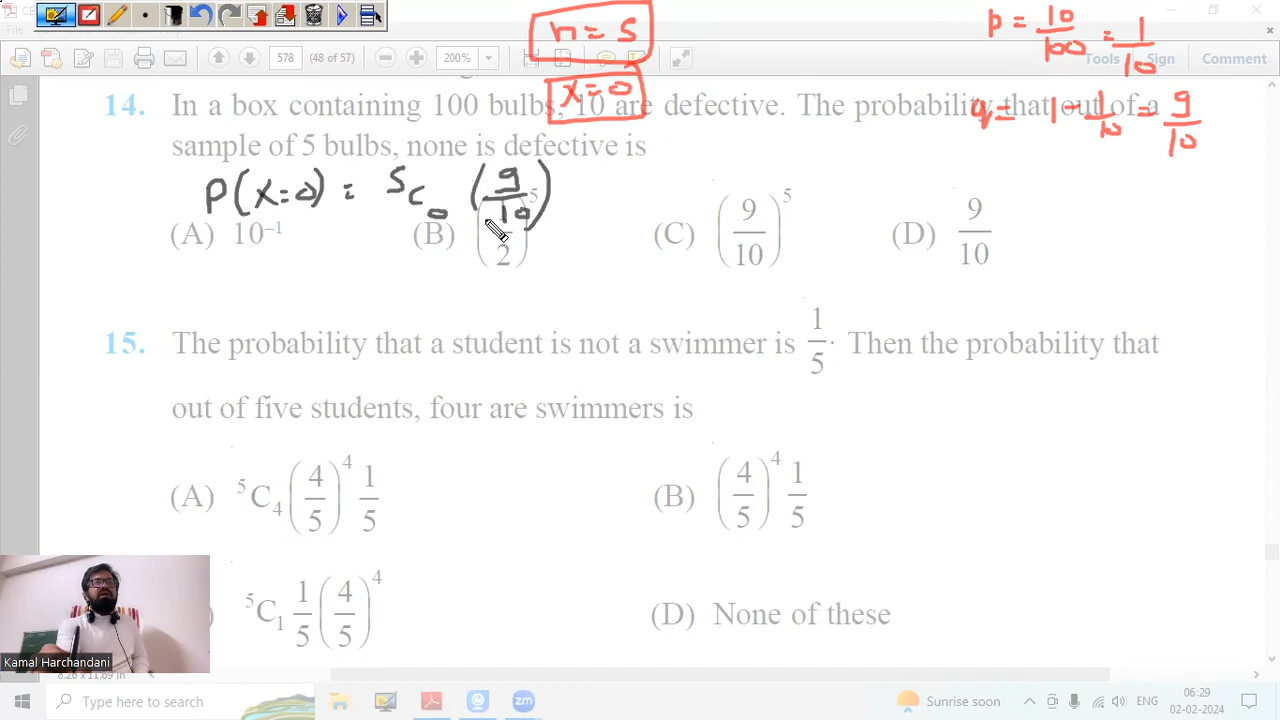 n = 5
p = 10/100 = 1/10
578 (48 of 57) 200% Tools Sign Comment
x = 0
q = 1 - 1/10 = 9/10
14. In a box containing 100 bulbs, 10 are defective. The probability that out of a
sample of 5 bulbs, none is defective is
P(X=0) = 5C0 (9/10)
(A) 10⁻¹ (B) (1/2)⁵ (C) (9/10)⁵ (D) 9/10
15. The probability that a student is not a swimmer is 1/5. Then the probability that
out of five students, four are swimmers is
(A) ⁵C₄ (4/5)⁴ 1/5 (B) (4/5)⁴ 1/5
⁵C₁ 1/5 (4/5)⁴ (D) None of these
Kamal Harchandani
8.26 x 11.69 in
Type here to search Sunrise soon ENG 06:29
02-02-2024